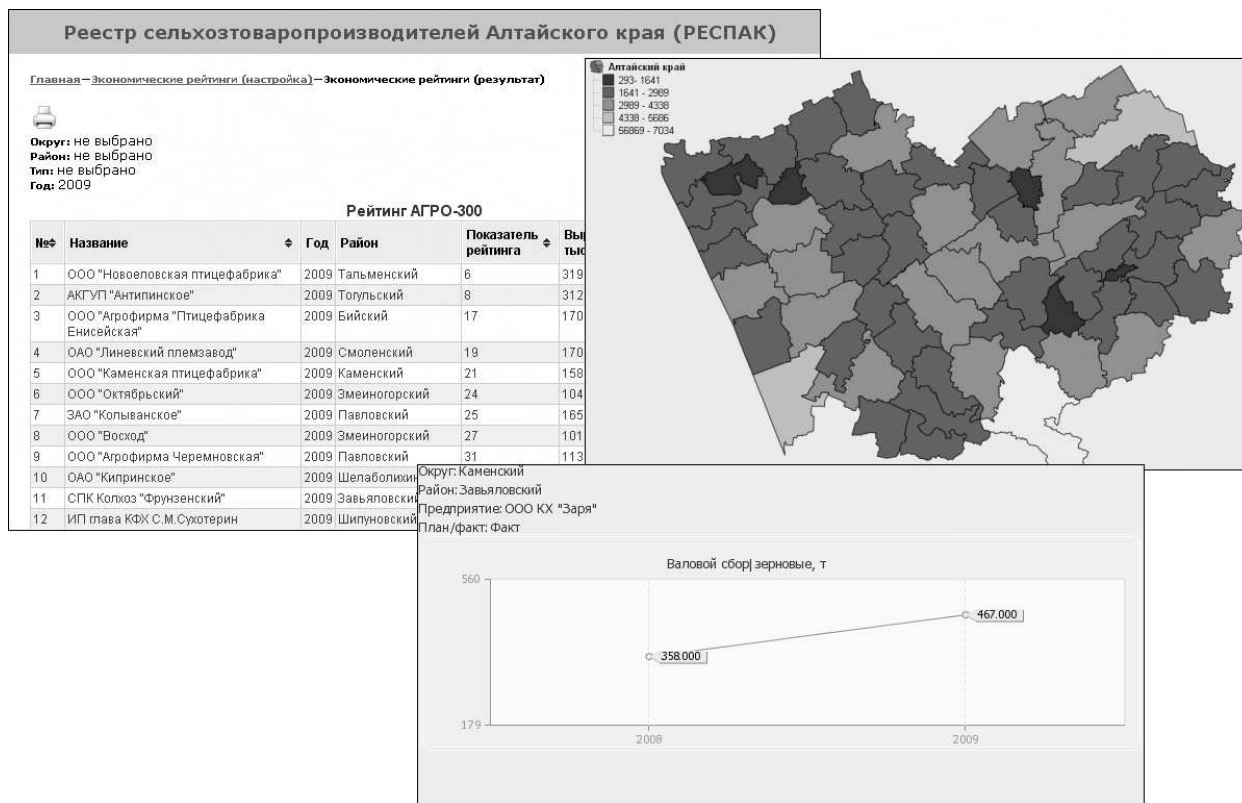 Реестр сельхозтоваропроизводителей Алтайского края (РЕСПАК)
Главная—Экономические рейтинги (настройка)—Экономические рейтинги (результат)
Округ: не выбрано
Район: не выбрано
Тип: не выбрано
Год: 2009
Рейтинг АГРО-300
№ Название Год Район Показатель рейтинга
1 ООО "Новоеловская птицефабрика" 2009 Тальменский 6 319
2 АКГУП "Антипинское" 2009 Тогульский 8 312
3 ООО "Агрофирма "Птицефабрика Енисейская" 2009 Бийский 17 170
4 ОАО "Линевский племзавод" 2009 Смоленский 19 170
5 ООО "Каменская птицефабрика" 2009 Каменский 21 158
6 ООО "Октябрьский" 2009 Змеиногорский 24 104
7 ЗАО "Колыванское" 2009 Павловский 25 165
8 ООО "Восход" 2009 Змеиногорский 27 101
9 ООО "Агрофирма Черемновская" 2009 Павловский 31 113
10 ОАО "Кипринское" 2009 Шелаболихин
11 СПК Колхоз "Фрунзенский" 2009 Завьяловский
12 ИП глава КФХ С.М.Сухотерин 2009 Шипуновский
Алтайский край
293- 1641
1641 - 2989
2989 - 4338
4338 - 5686
56869 - 7034
Округ: Каменский
Район: Завьяловский
Предприятие: ООО КХ "Заря"
План/факт: Факт
Валовой сбор| зерновые, т
560
467.000
358.000
179
2008 2009